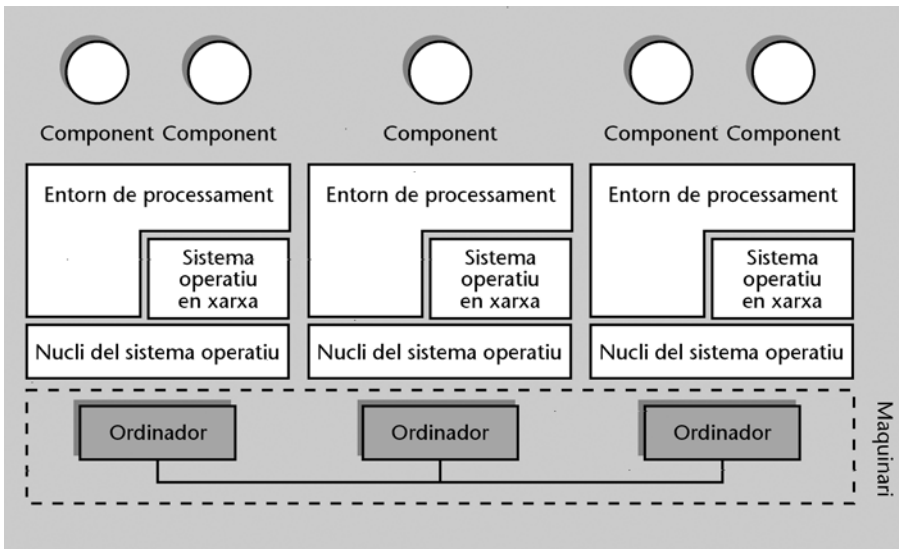 Component Component
Component
Component Component
Entorn de processament
Entorn de processament
Entorn de processament
Sistema
operatiu
en xarxa
Sistema
operatiu
en xarxa
Sistema
operatiu
en xarxa
Nucli del sistema operatiu
Nucli del sistema operatiu
Nucli del sistema operatiu
Ordinador
Ordinador
Ordinador
Maquinari